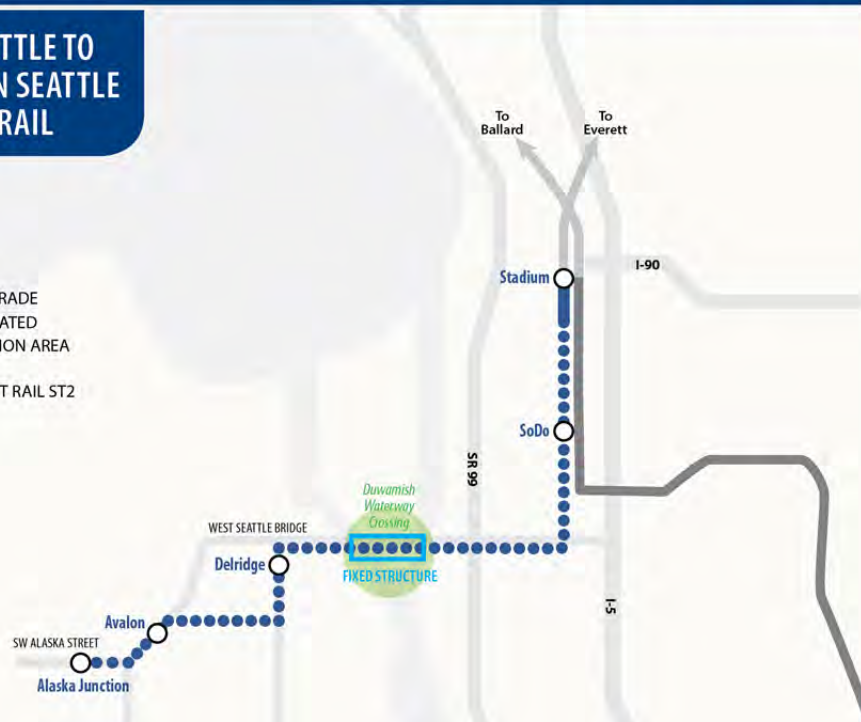 TTLE TO
N SEATTLE
RAIL
To
Ballard
To
Everett
Stadium
I-90
RADE
ATED
ION AREA
T RAIL ST2
SoDo
SR 99
Duwamish
Waterway
Crossing
WEST SEATTLE BRIDGE
Delridge
FIXED STRUCTURE
I-5
Avalon
SW ALASKA STREET
Alaska Junction